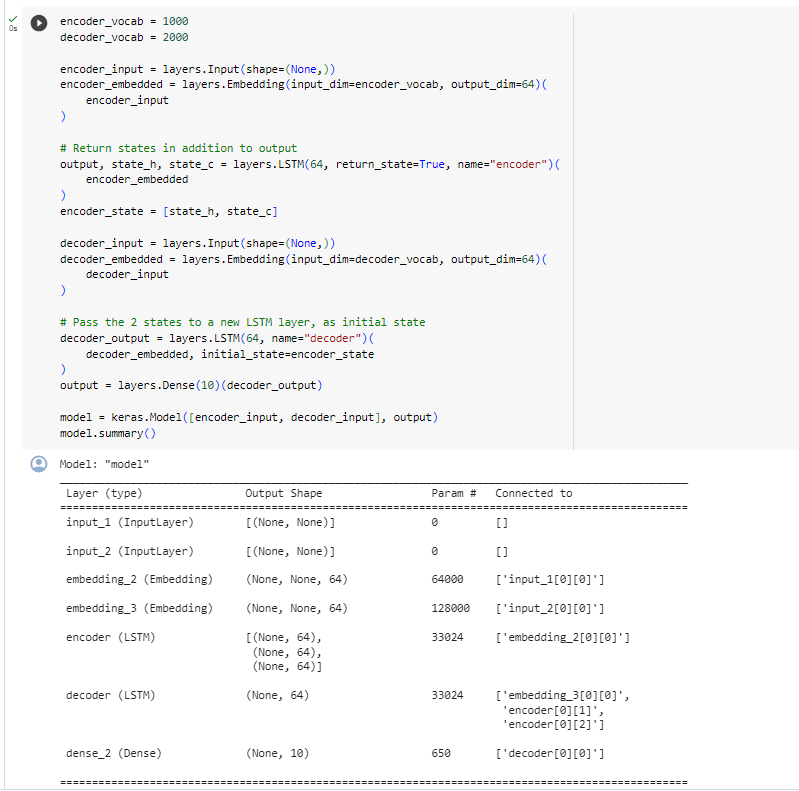 0s
encoder_vocab = 1000
decoder_vocab = 2000
encoder_input = layers.Input(shape=(None,))
encoder_embedded = layers.Embedding(input_dim=encoder_vocab, output_dim=64)(
    encoder_input
)
# Return states in addition to output
output, state_h, state_c = layers.LSTM(64, return_state=True, name="encoder")(
    encoder_embedded
)
encoder_state = [state_h, state_c]
decoder_input = layers.Input(shape=(None,))
decoder_embedded = layers.Embedding(input_dim=decoder_vocab, output_dim=64)(
    decoder_input
)
# Pass the 2 states to a new LSTM layer, as initial state
decoder_output = layers.LSTM(64, name="decoder")(
    decoder_embedded, initial_state=encoder_state
)
output = layers.Dense(10)(decoder_output)
model = keras.Model([encoder_input, decoder_input], output)
model.summary()
Model: "model"
Layer (type) Output Shape Param # Connected to
input_1 (InputLayer) [(None, None)] 0 []
input_2 (InputLayer) [(None, None)] 0 []
embedding_2 (Embedding) (None, None, 64) 64000 ['input_1[0][0]']
embedding_3 (Embedding) (None, None, 64) 128000 ['input_2[0][0]']
encoder (LSTM) [(None, 64), 33024 ['embedding_2[0][0]']
(None, 64),
(None, 64)]
decoder (LSTM) (None, 64) 33024 ['embedding_3[0][0]',
'encoder[0][1]',
'encoder[0][2]']
dense_2 (Dense) (None, 10) 650 ['decoder[0][0]']